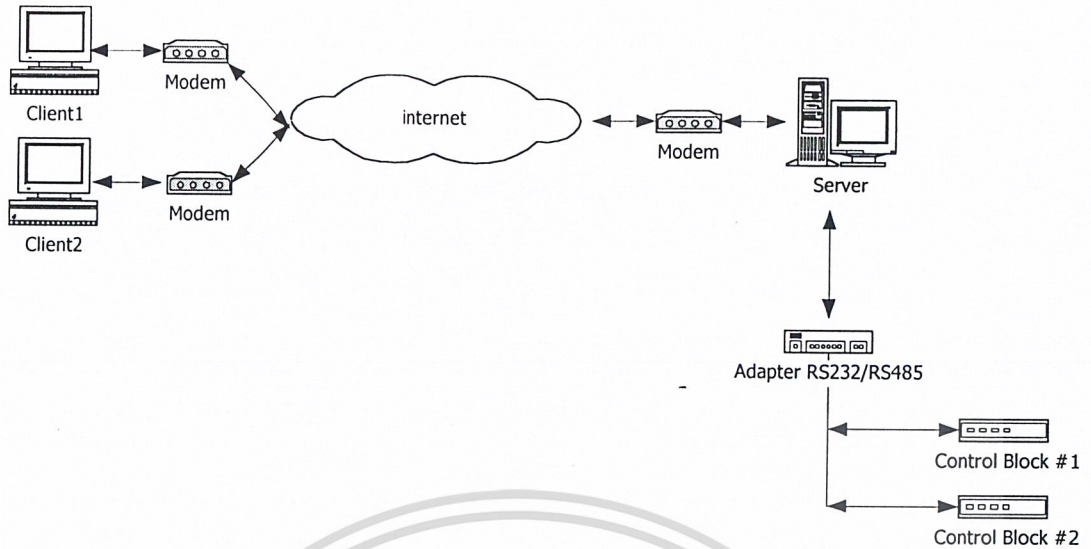 Client1
Modem
internet
Modem
Server
Client2
Modem
Adapter RS232/RS485
Control Block #1
Control Block #2